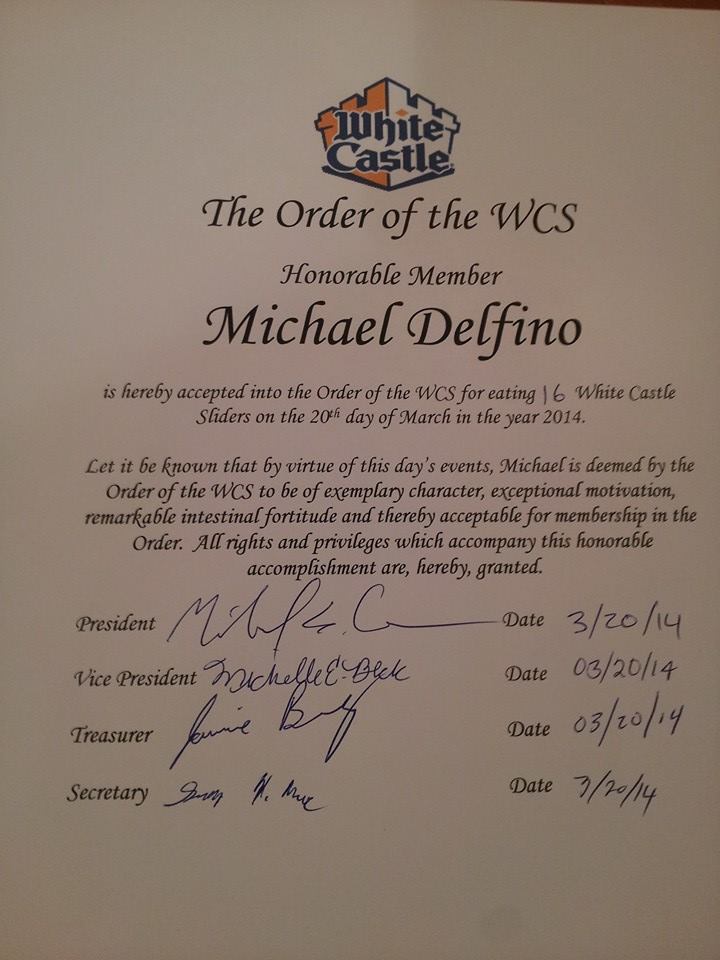 White
Castle
The Order of the WCS
Honorable Member
Michael Delfino
is hereby accepted into the Order of the WCS for eating 16 White Castle
Sliders on the 20th day of March in the year 2014.
Let it be known that by virtue of this day's events, Michael is deemed by the
Order of the WCS to be of exemplary character, exceptional motivation,
remarkable intestinal fortitude and thereby acceptable for membership in the
Order. All rights and privileges which accompany this honorable
accomplishment are, hereby, granted.
President Date 3/20/14
Vice President Michelle E. Beck Date 03/20/14
Treasurer Date 03/20/14
Secretary Date 3/20/14